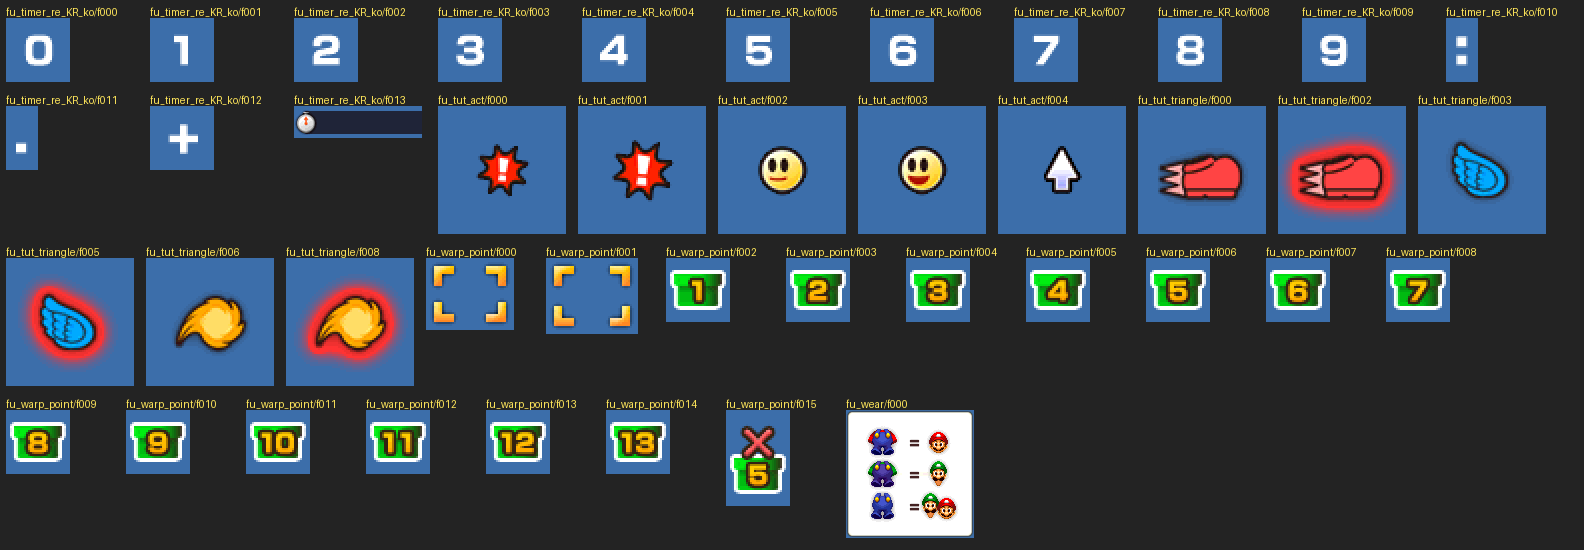 fu_timer_re_KR_ko/f000 fu_timer_re_KR_ko/f001 fu_timer_re_KR_ko/f002 fu_timer_re_KR_ko/f003 fu_timer_re_KR_ko/f004 fu_timer_re_KR_ko/f005 fu_timer_re_KR_ko/f006 fu_timer_re_KR_ko/f007 fu_timer_re_KR_ko/f008 fu_timer_re_KR_ko/f009 fu_timer_re_KR_ko/f010
0 1 2 3 4 5 6 7 8 9 :
fu_timer_re_KR_ko/f011 fu_timer_re_KR_ko/f012 fu_timer_re_KR_ko/f013 fu_tut_act/f000 fu_tut_act/f001 fu_tut_act/f002 fu_tut_act/f003 fu_tut_act/f004 fu_tut_triangle/f000 fu_tut_triangle/f002 fu_tut_triangle/f003
. + ! !
fu_tut_triangle/f005 fu_tut_triangle/f006 fu_tut_triangle/f008 fu_warp_point/f000 fu_warp_point/f001 fu_warp_point/f002 fu_warp_point/f003 fu_warp_point/f004 fu_warp_point/f005 fu_warp_point/f006 fu_warp_point/f007 fu_warp_point/f008
1 2 3 4 5 6 7
fu_warp_point/f009 fu_warp_point/f010 fu_warp_point/f011 fu_warp_point/f012 fu_warp_point/f013 fu_warp_point/f014 fu_warp_point/f015 fu_wear/f000
8 9 10 11 12 13 5
=
=
=